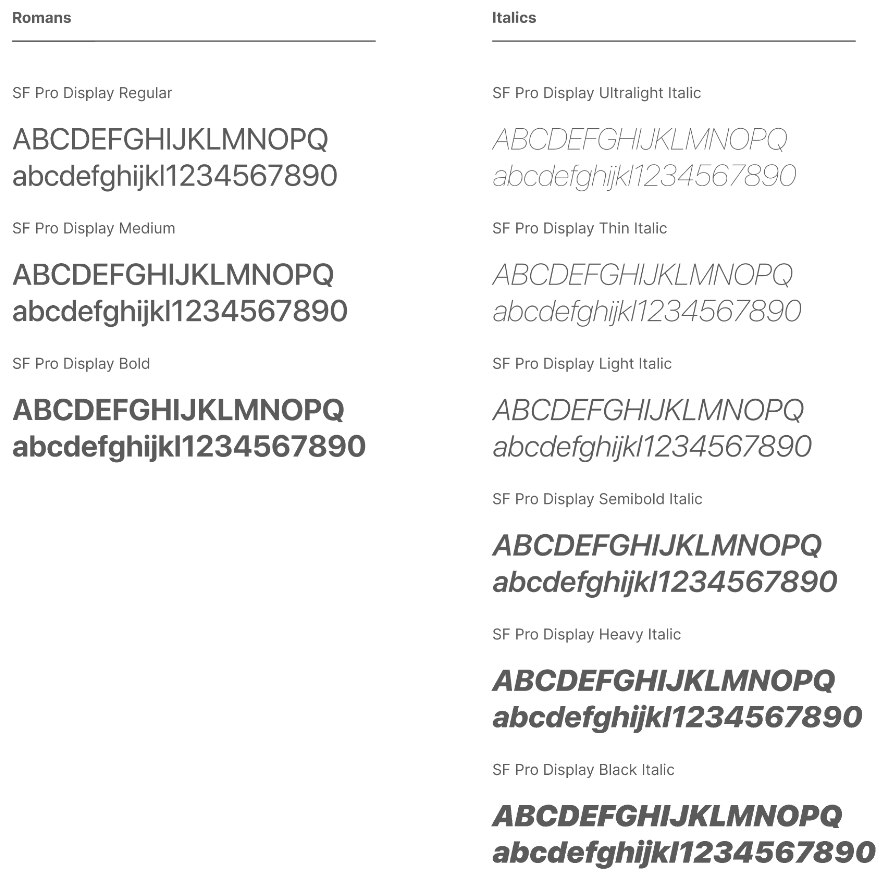 Romans
SF Pro Display Regular
ABCDEFGHIJKLMNOPQ
abcdefghijkl1234567890
SF Pro Display Medium
ABCDEFGHIJKLMNOPQ
abcdefghijkl1234567890
SF Pro Display Bold
ABCDEFGHIJKLMNOPQ
abcdefghijkl1234567890
Italics
SF Pro Display Ultralight Italic
ABCDEFGHIJKLMNOPQ
abcdefghijkl1234567890
SF Pro Display Thin Italic
ABCDEFGHIJKLMNOPQ
abcdefghijkl1234567890
SF Pro Display Light Italic
ABCDEFGHIJKLMNOPQ
abcdefghijkl1234567890
SF Pro Display Semibold Italic
ABCDEFGHIJKLMNOPQ
abcdefghijkl1234567890
SF Pro Display Heavy Italic
ABCDEFGHIJKLMNOPQ
abcdefghijkl1234567890
SF Pro Display Black Italic
ABCDEFGHIJKLMNOPQ
abcdefghijkl1234567890